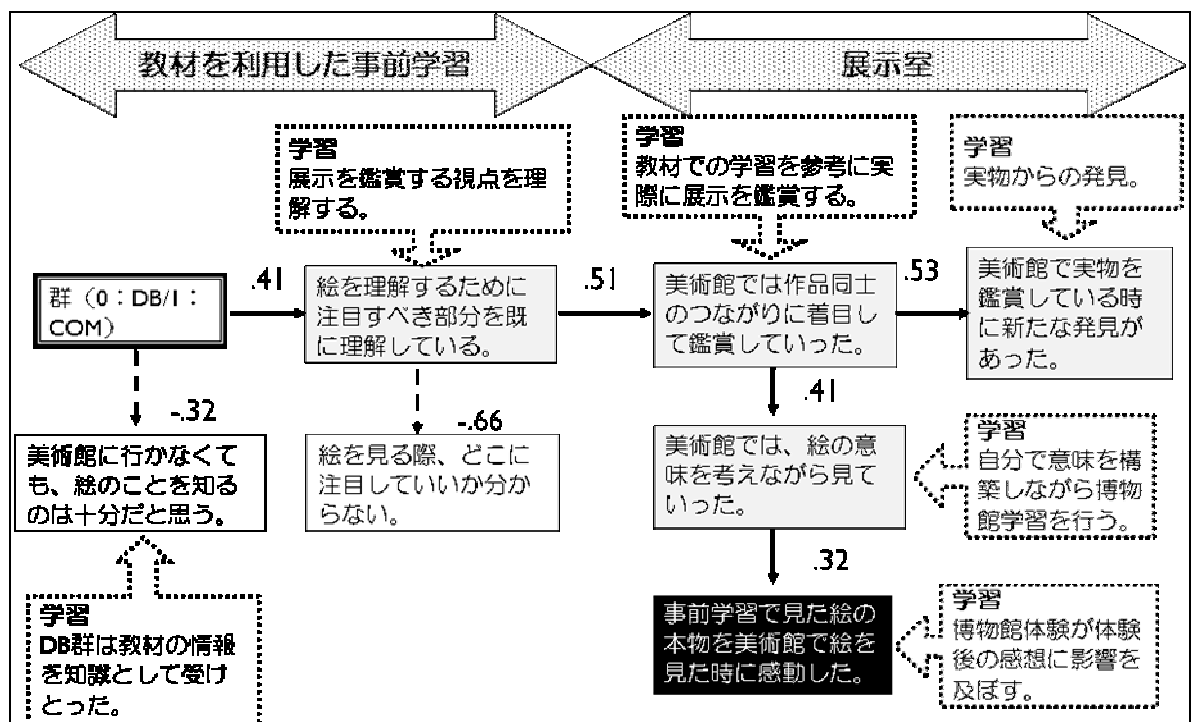 教材を利用した事前学習
展示室
学習
展示を鑑賞する視点を理
解する。
学習
教材での学習を参考に実
際に展示を鑑賞する。
学習
実物からの発見。
群（0：DB/1：
COM）
.41
絵を理解するために
注目すべき部分を既
に理解している。
.51
美術館では作品同士
のつながりに着目し
て鑑賞していった。
.53
美術館で実物を
鑑賞している時
に新たな発見が
あった。
-.32
-.66
.41
美術館に行かなくて
も、絵のことを知る
のは十分だと思う。
絵を見る際、どこに
注目していいか分か
らない。
美術館では、絵の意
味を考えながら見て
いった。
学習
自分で意味を構
築しながら博物
館学習を行う。
.32
学習
DB群は教材の情報
を知識として受け
とった。
事前学習で見た絵の
本物を美術館で絵を
見た時に感動した。
学習
博物館体験が体験
後の感想に影響を
及ぼす。